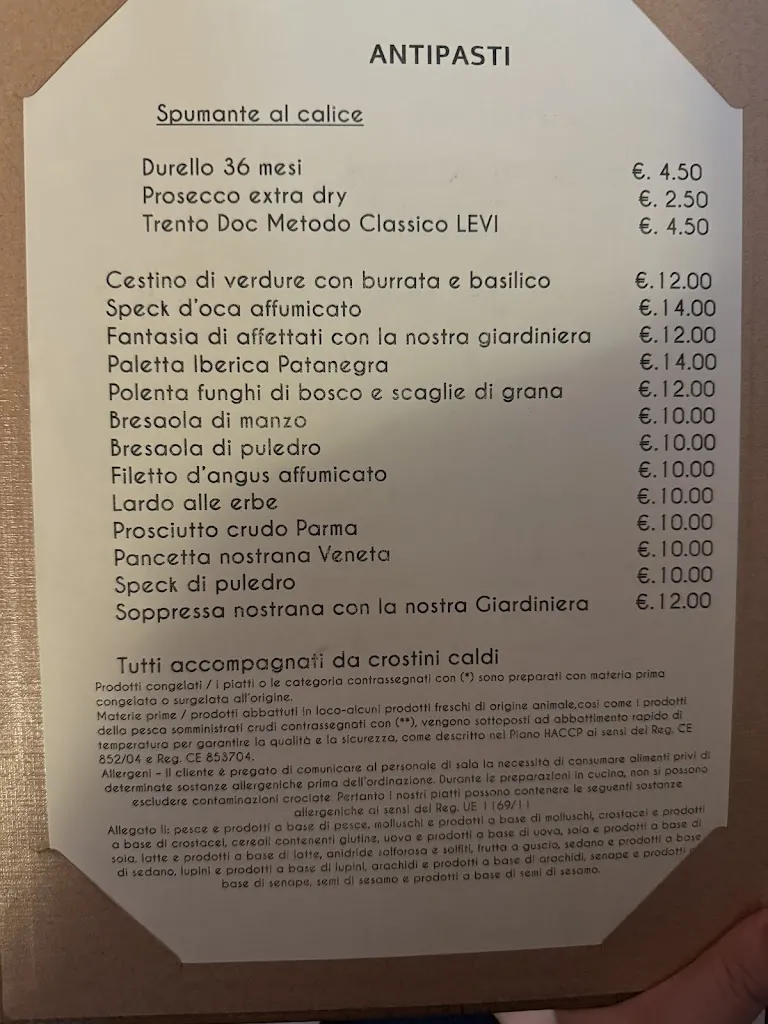 ANTIPASTI
Spumante al calice
Durello 36 mesi €. 4.50
Prosecco extra dry €. 2.50
Trento Doc Metodo Classico LEVI €. 4.50
Cestino di verdure con burrata e basilico €.12.00
Speck d'oca affumicato €.14.00
Fantasia di affettati con la nostra giardiniera €.12.00
Paletta Iberica Patanegra €.14.00
Polenta funghi di bosco e scaglie di grana €.12.00
Bresaola di manzo €.10.00
Bresaola di puledro €.10.00
Filetto d'angus affumicato €.10.00
Lardo alle erbe €.10.00
Prosciutto crudo Parma €.10.00
Pancetta nostrana Veneta €.10.00
Speck di puledro €.10.00
Soppressa nostrana con la nostra Giardiniera €.12.00
Tutti accompagnati da crostini caldi
Prodotti congelati / i piatti o le categoria contrassegnati con (*) sono preparati con materia prima
congelata o surgelata all'origine.
Materie prime / prodotti abbattuti in loco-alcuni prodotti freschi di origine animale,così come i prodotti
della pesca somministrati crudi contrassegnati con (**), vengono sottoposti ad abbattimento rapido di
temperatura per garantire la qualità e la sicurezza, come descritto nel Piano HACCP ai sensi del Reg. CE
852/04 e Reg. CE 853704.
Allergeni - Il cliente è pregato di comunicare al personale di sala la necessità di consumare alimenti privi di
determinate sostanze allergeniche prima dell'ordinazione. Durante le preparazioni in cucina, non si possono
escludere contaminazioni crociate. Pertanto i nostri piatti possono contenere le seguenti sostanze
allergeniche ai sensi del Reg. UE 1169/11
Allegato II: pesce e prodotti a base di pesce, molluschi e prodotti a base di molluschi, crostacei e prodotti
a base di crostacei, cereali contenenti glutine, uova e prodotti a base di uova, soia e prodotti a base di
soia, latte e prodotti a base di latte, anidride solforosa e solfiti, frutta a guscio, sedano e prodotti a base
di sedano, lupini e prodotti a base di lupini, arachidi e prodotti a base di arachidi, senape e prodotti a
base di senape, semi di sesamo e prodotti a base di semi di sesamo.